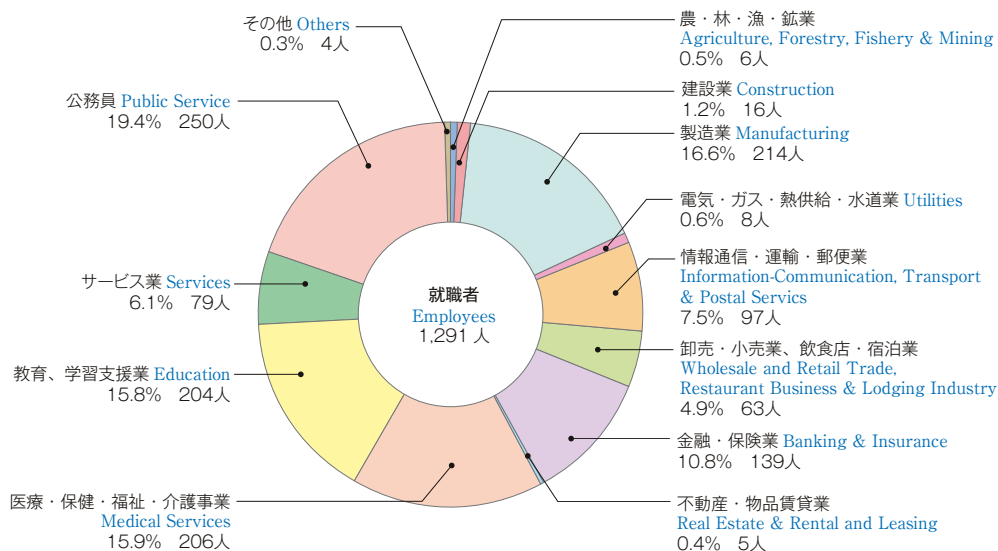 その他 Others
0.3% 4人
農・林・漁・鉱業
Agriculture, Forestry, Fishery & Mining
0.5% 6人
建設業 Construction
1.2% 16人
製造業 Manufacturing
16.6% 214人
電気・ガス・熱供給・水道業 Utilities
0.6% 8人
情報通信・運輸・郵便業
Information-Communication, Transport
& Postal Servics
7.5% 97人
卸売・小売業、飲食店・宿泊業
Wholesale and Retail Trade,
Restaurant Business & Lodging Industry
4.9% 63人
金融・保険業 Banking & Insurance
10.8% 139人
不動産・物品賃貸業
Real Estate & Rental and Leasing
0.4% 5人
医療・保健・福祉・介護事業
Medical Services
15.9% 206人
教育、学習支援業 Education
15.8% 204人
サービス業 Services
6.1% 79人
公務員 Public Service
19.4% 250人
就職者
Employees
1,291 人